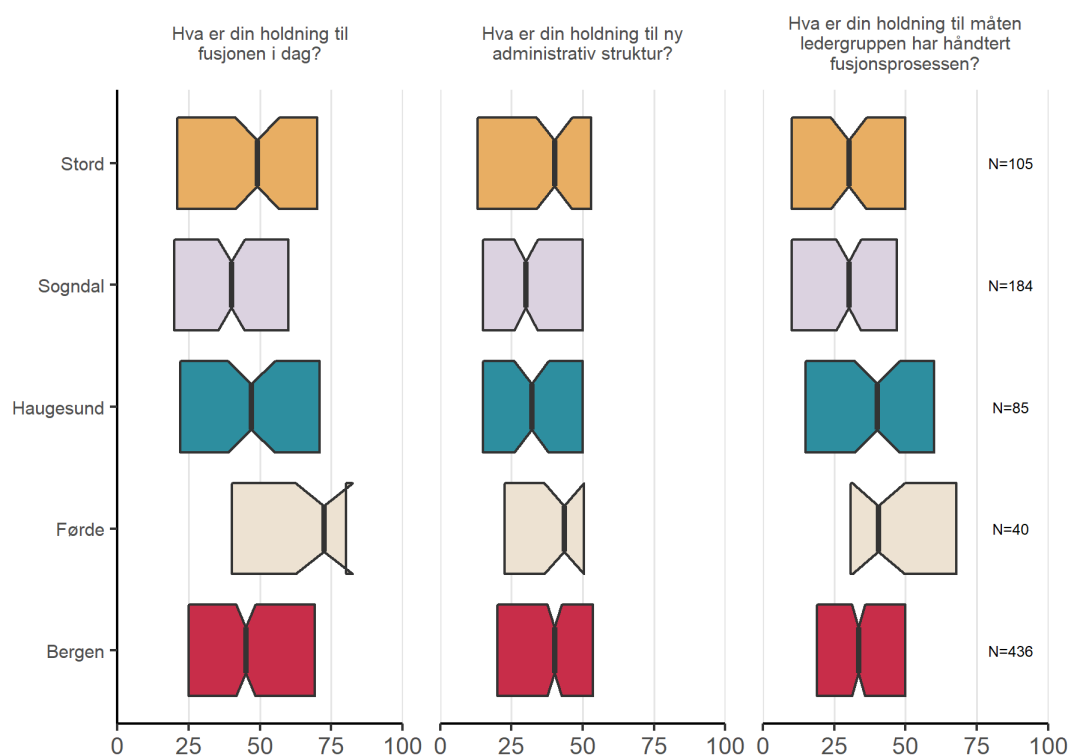 Hva er din holdning til
fusjonen i dag?
Hva er din holdning til ny
administrativ struktur?
Hva er din holdning til måten
ledergruppen har håndtert
fusjonsprosessen?
Stord
N=105
Sogndal
N=184
Haugesund
N=85
Førde
N=40
Bergen
N=436
0 25 50 75 100
0 25 50 75 100
0 25 50 75 100